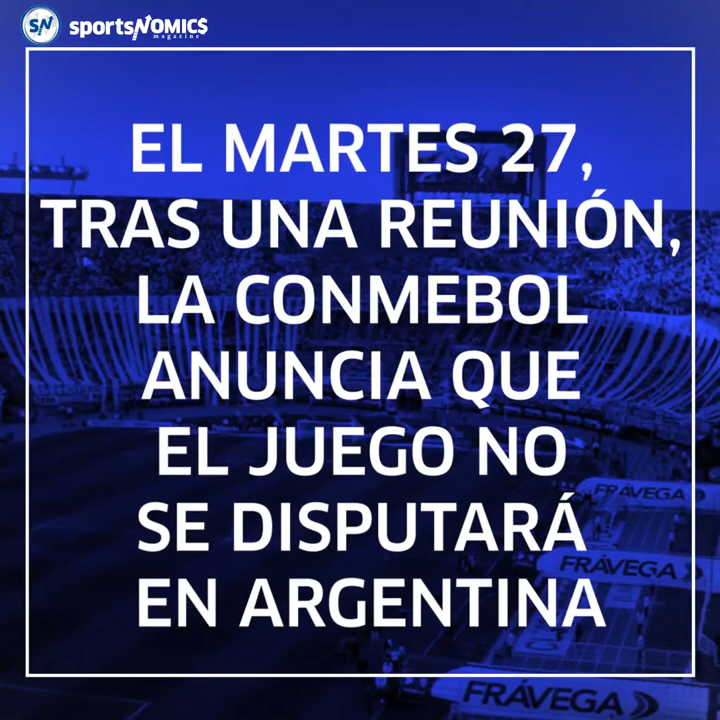 SN sportsNOMICS
magazine
EL MARTES 27,
TRAS UNA REUNIÓN,
LA CONMEBOL
ANUNCIA QUE
EL JUEGO NO
SE DISPUTARÁ
EN ARGENTINA
FRÁVEGA
FRÁVEGA
FRÁVEGA